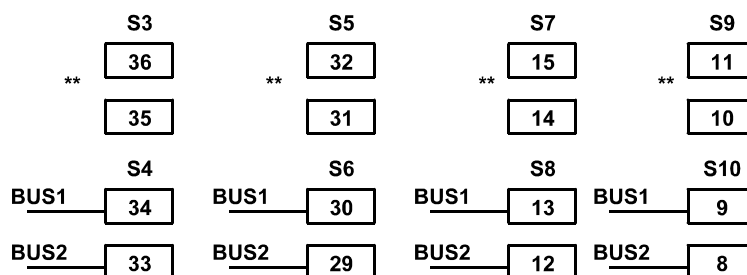 S3 S5 S7 S9
36 32 15 11
** ** ** **
35 31 14 10
S4 S6 S8 S10
BUS1 34 BUS1 30 BUS1 13 BUS1 9
BUS2 33 BUS2 29 BUS2 12 BUS2 8